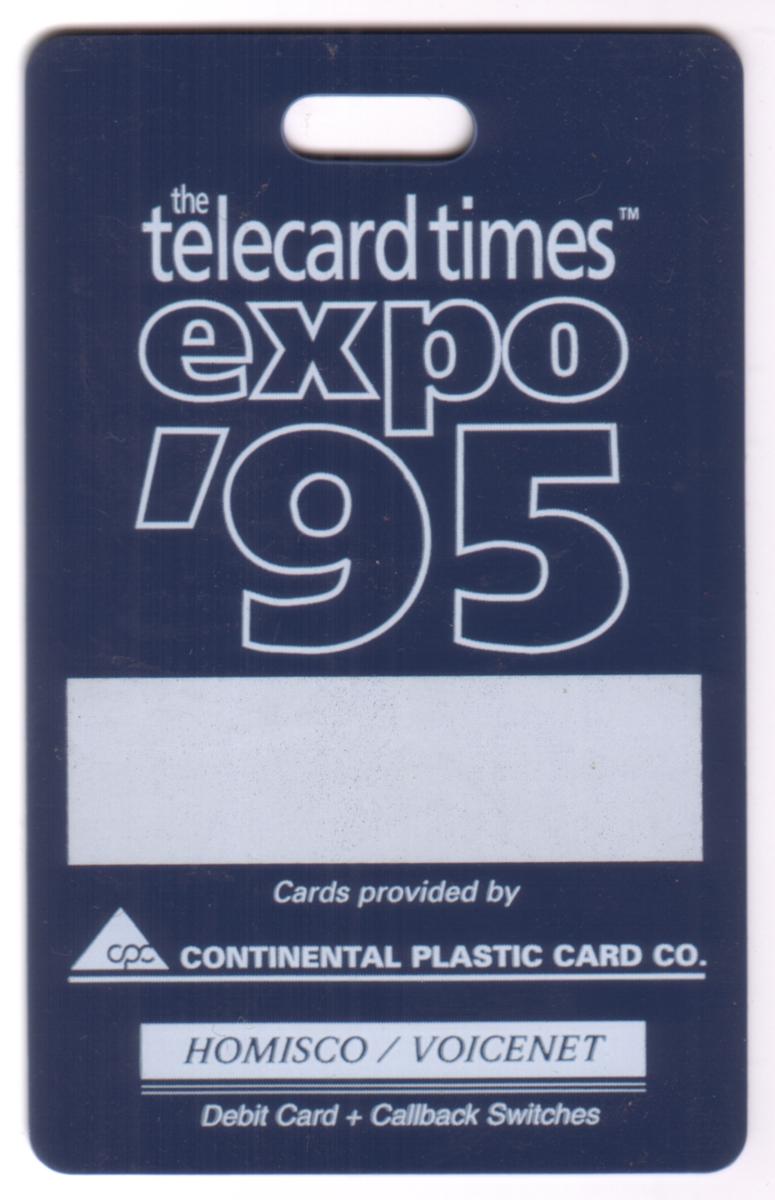 the
telecard times™
expo
'95
Cards provided by
cpc CONTINENTAL PLASTIC CARD CO.
HOMISCO / VOICENET
Debit Card + Callback Switches